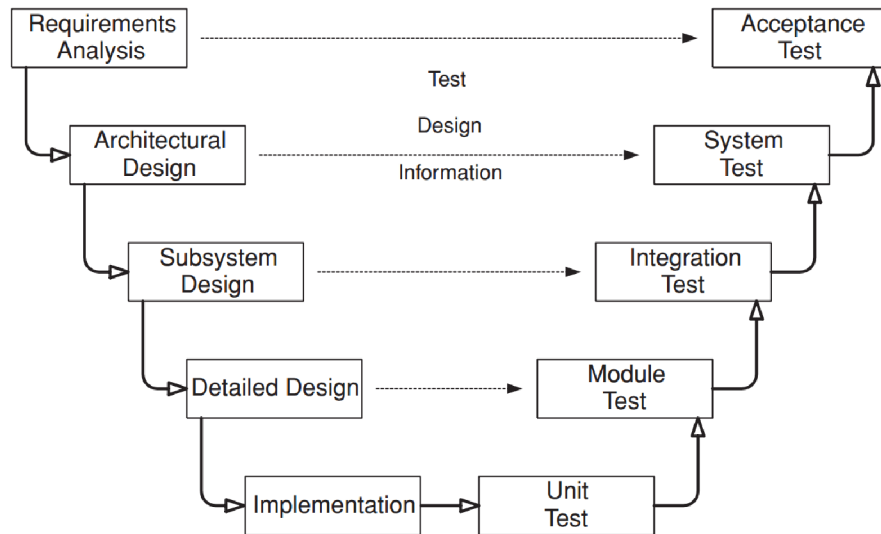 Requirements
Analysis
Acceptance
Test
Test
Design
Information
Architectural
Design
System
Test
Subsystem
Design
Integration
Test
Detailed Design
Module
Test
Implementation
Unit
Test